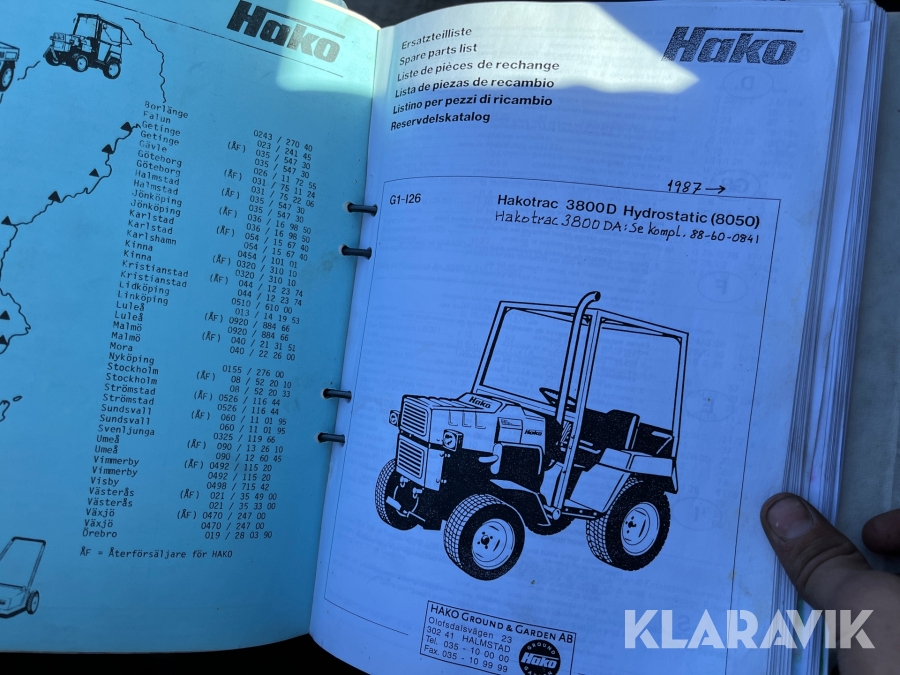 Hako
Borlänge 0243 / 270 40
Falun 023 / 241 45
Getinge (ÅF) 035 / 547 30
Getinge 035 / 547 30
Gävle 026 / 11 72 55
Göteborg (ÅF) 031 / 75 11 24
Göteborg 031 / 75 22 06
Halmstad (ÅF) 035 / 547 30
Halmstad 035 / 547 30
Jönköping (ÅF) 036 / 16 98 50
Jönköping 036 / 16 98 50
Karlstad (ÅF) 054 / 15 67 40
Karlstad 054 / 15 67 40
Karlshamn 0454 / 101 01
Kinna (ÅF) 0320 / 310 10
Kinna 0320 / 310 10
Kristianstad (ÅF) 044 / 12 23 74
Kristianstad 044 / 12 23 74
Lidköping 0510 / 610 00
Linköping 013 / 14 19 53
Luleå (ÅF) 0920 / 884 66
Luleå 0920 / 884 66
Malmö (ÅF) 040 / 21 31 51
Malmö 040 / 22 26 00
Mora
Nyköping 0155 / 276 00
Stockholm (ÅF) 08 / 52 20 10
Stockholm 08 / 52 20 33
Strömstad (ÅF) 0526 / 116 44
Strömstad 0526 / 116 44
Sundsvall (ÅF) 060 / 11 01 95
Sundsvall 060 / 11 01 95
Svenljunga 0325 / 119 66
Umeå (ÅF) 090 / 13 26 10
Umeå 090 / 12 60 45
Vimmerby (ÅF) 0492 / 115 20
Vimmerby 0492 / 115 20
Visby 0498 / 715 42
Västerås (ÅF) 021 / 35 49 00
Västerås 021 / 35 33 00
Växjö (ÅF) 0470 / 247 00
Växjö 0470 / 247 00
Örebro 019 / 28 03 90
ÅF = Återförsäljare för HAKO
Ersatzteilliste
Spare parts list
Liste de pièces de rechange
Lista de piezas de recambio
Listino per pezzi di ricambio
Reservdelskatalog
Hako
1987 →
G1-I26 Hakotrac 3800D Hydrostatic (8050)
Hakotrac 3800DA: Se kompl. 88-60-0841
Hako
Hako
HAKO GROUND & GARDEN AB
Olofsdalsvägen 23
302 41 HALMSTAD
Tel. 035 - 10 00 00
Fax. 035 - 10 99 99
GROUND
Hako
KLARAVIK